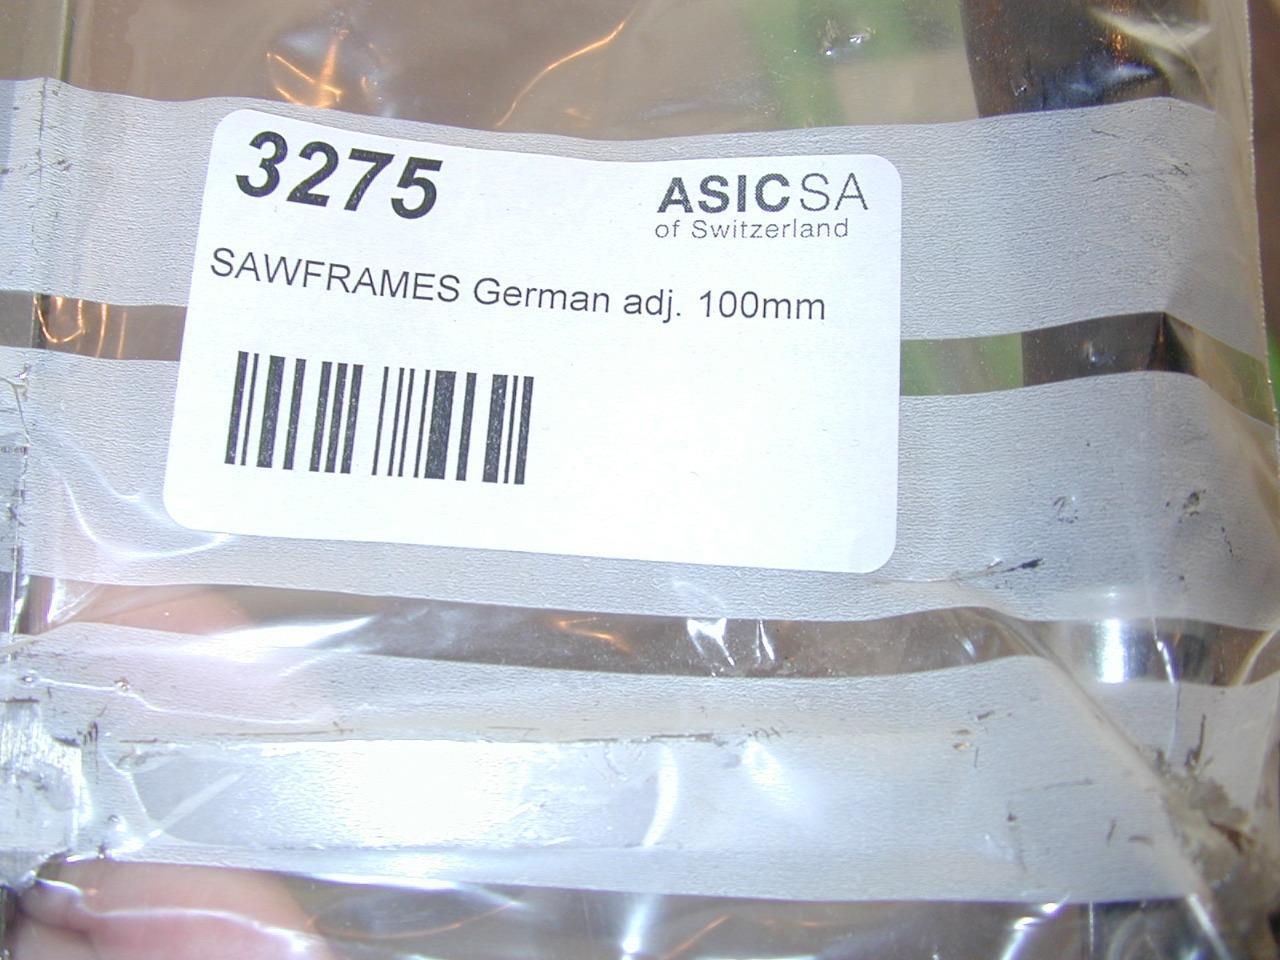 3275
ASICSA
of Switzerland
SAWFRAMES German adj. 100mm